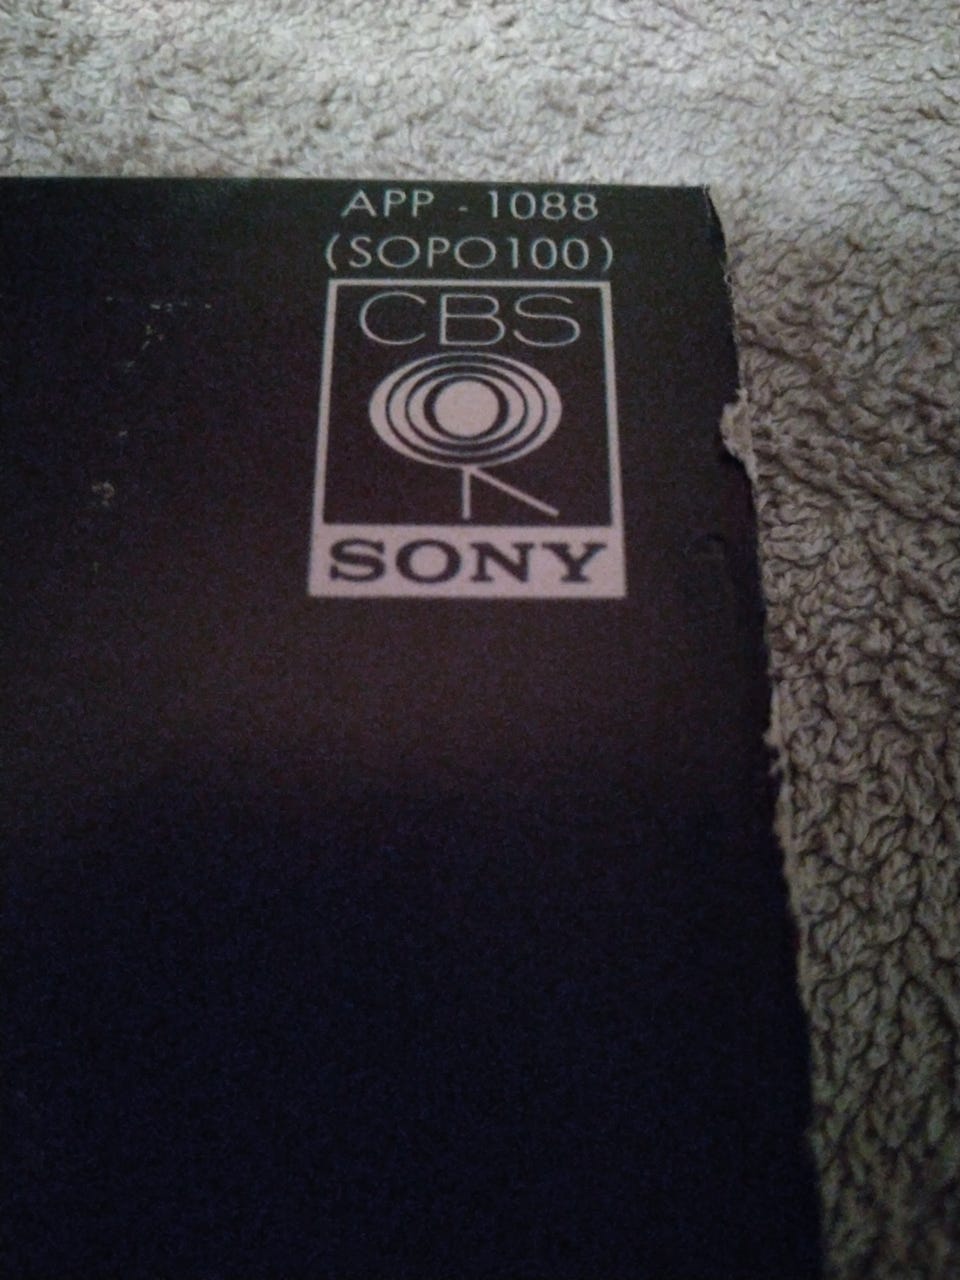 APP - 1088
(SOPO100)
CBS
SONY